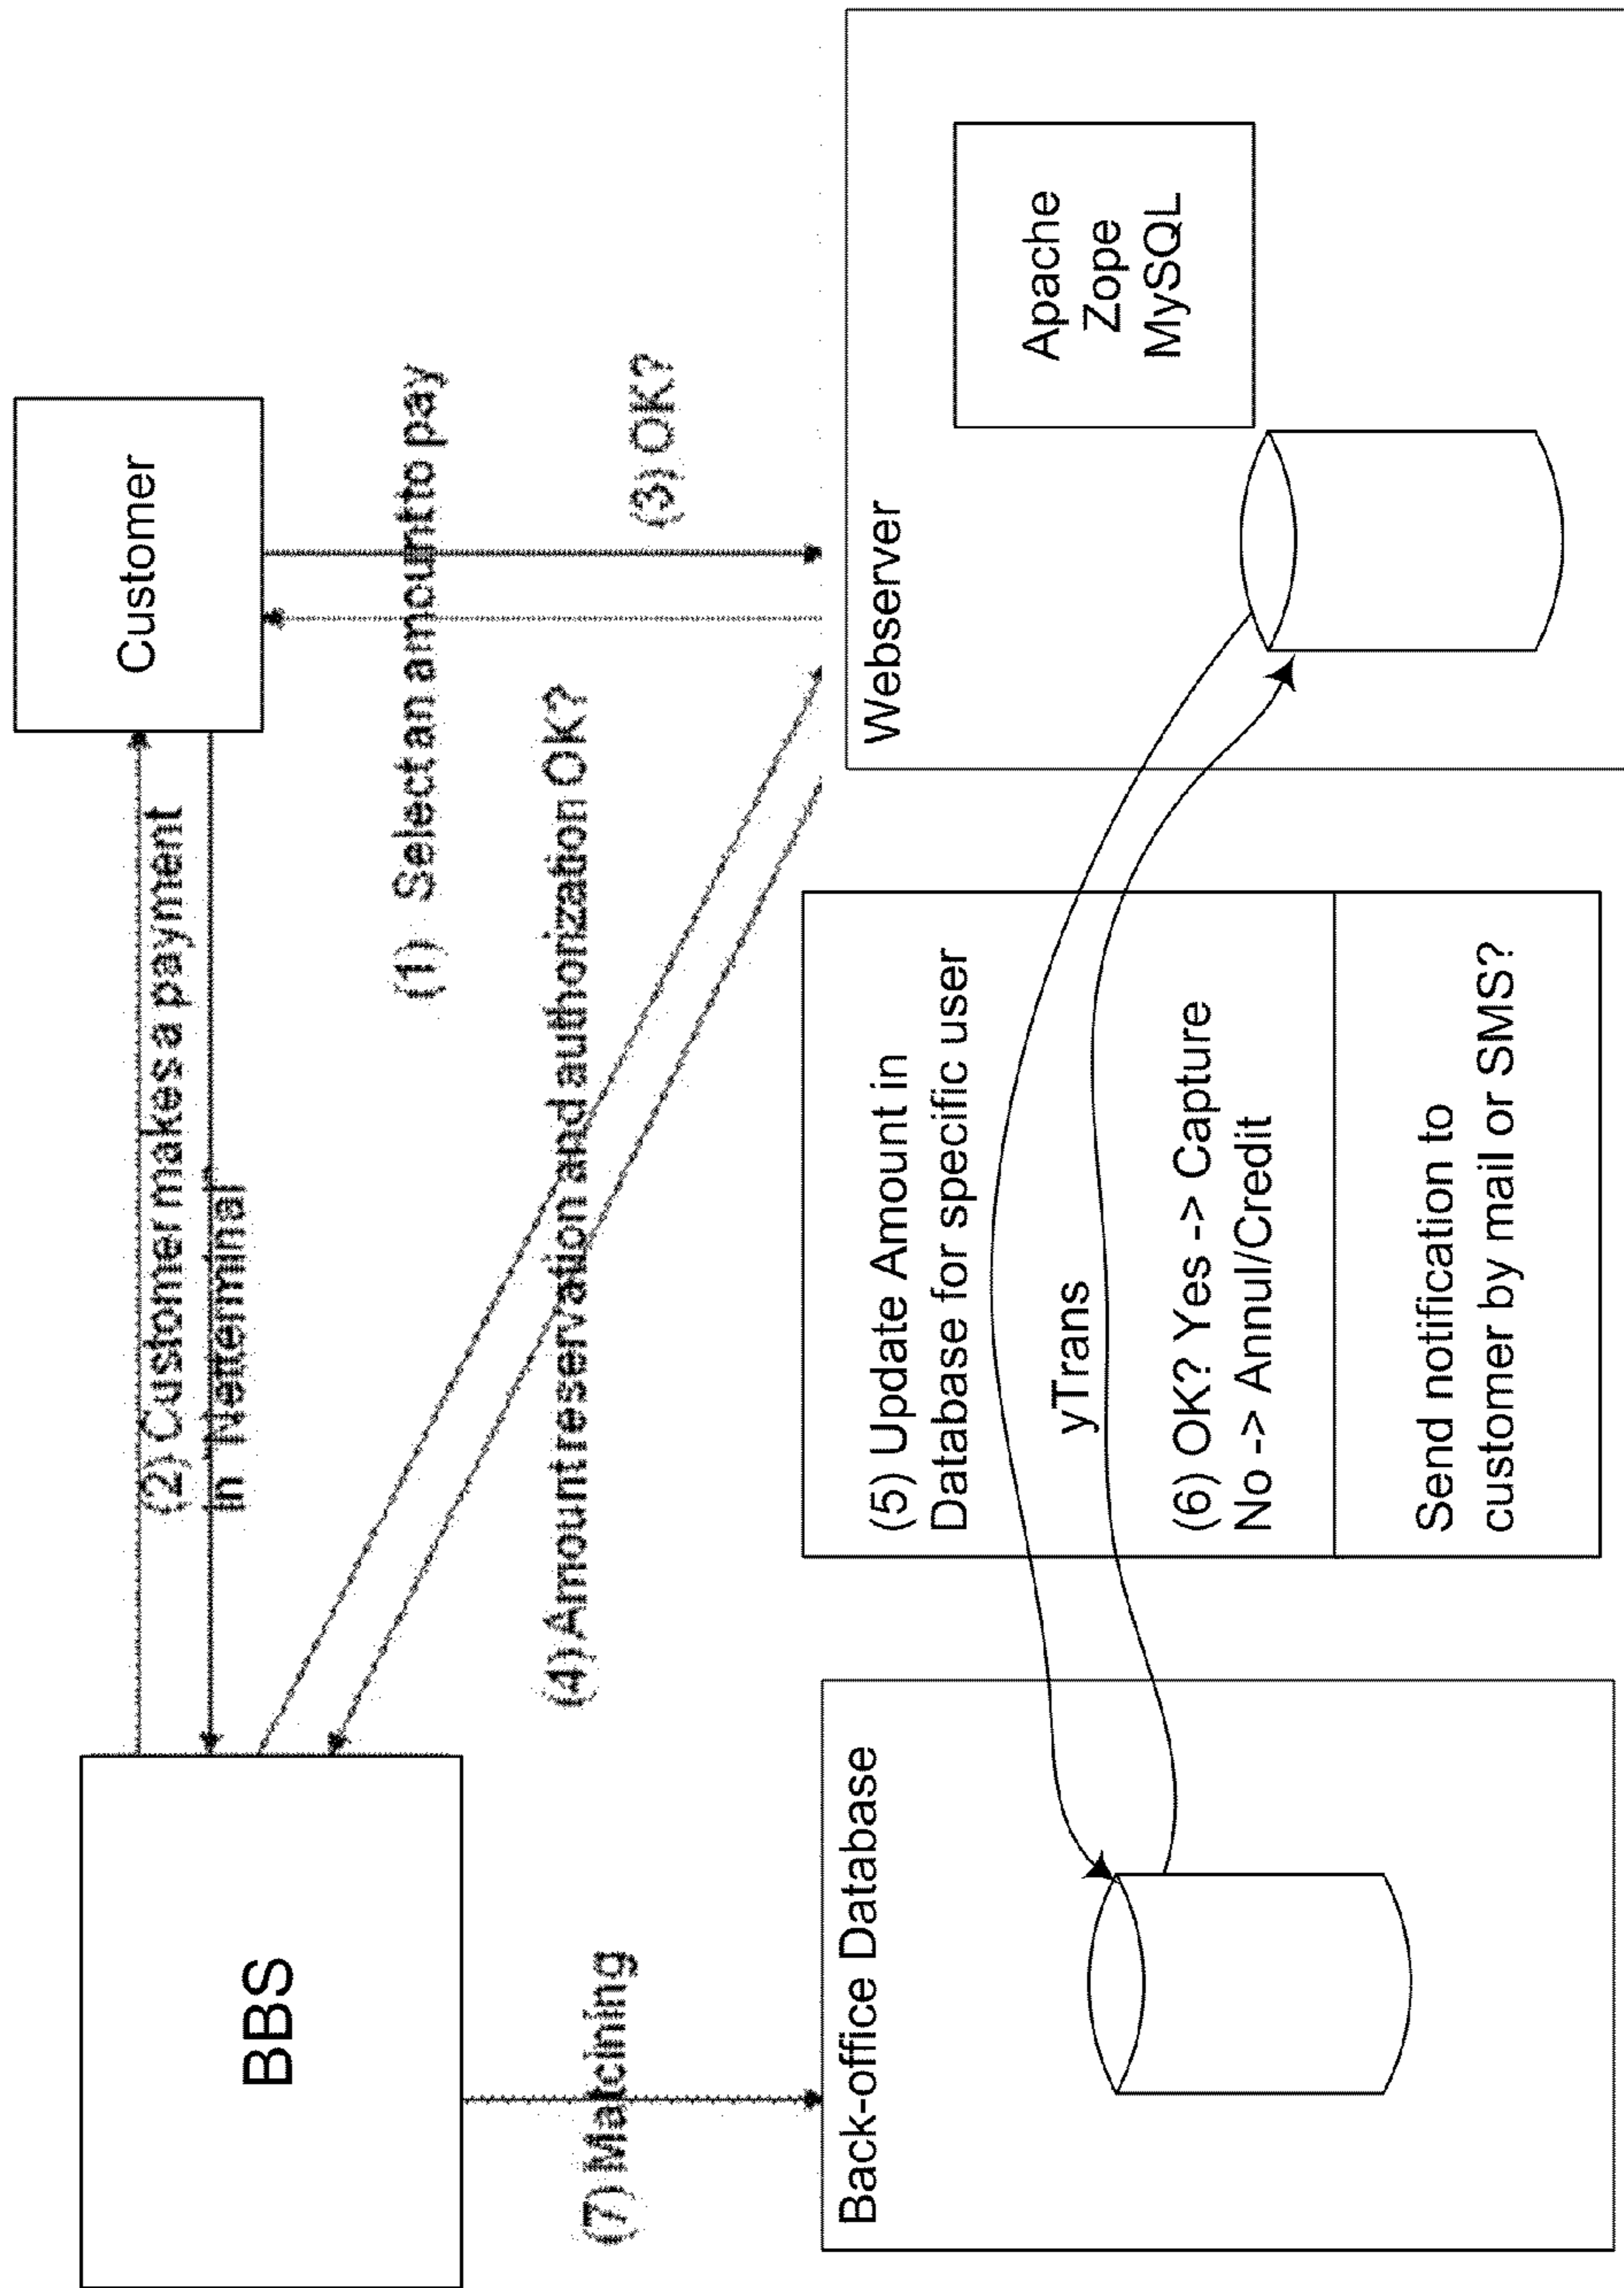 BBS
Customer
(2) Customer makes a payment
in
(1) Select an amount to pay
(4) Amount reservation and authorization OK?
(3) OK?
(7) Matching
Back-office Database
(5) Update Amount in
Database for specific user
yTrans
(6) OK? Yes -> Capture
No -> Annul/Credit
Send notification to
customer by mail or SMS?
Webserver
Apache
Zope
MySQL